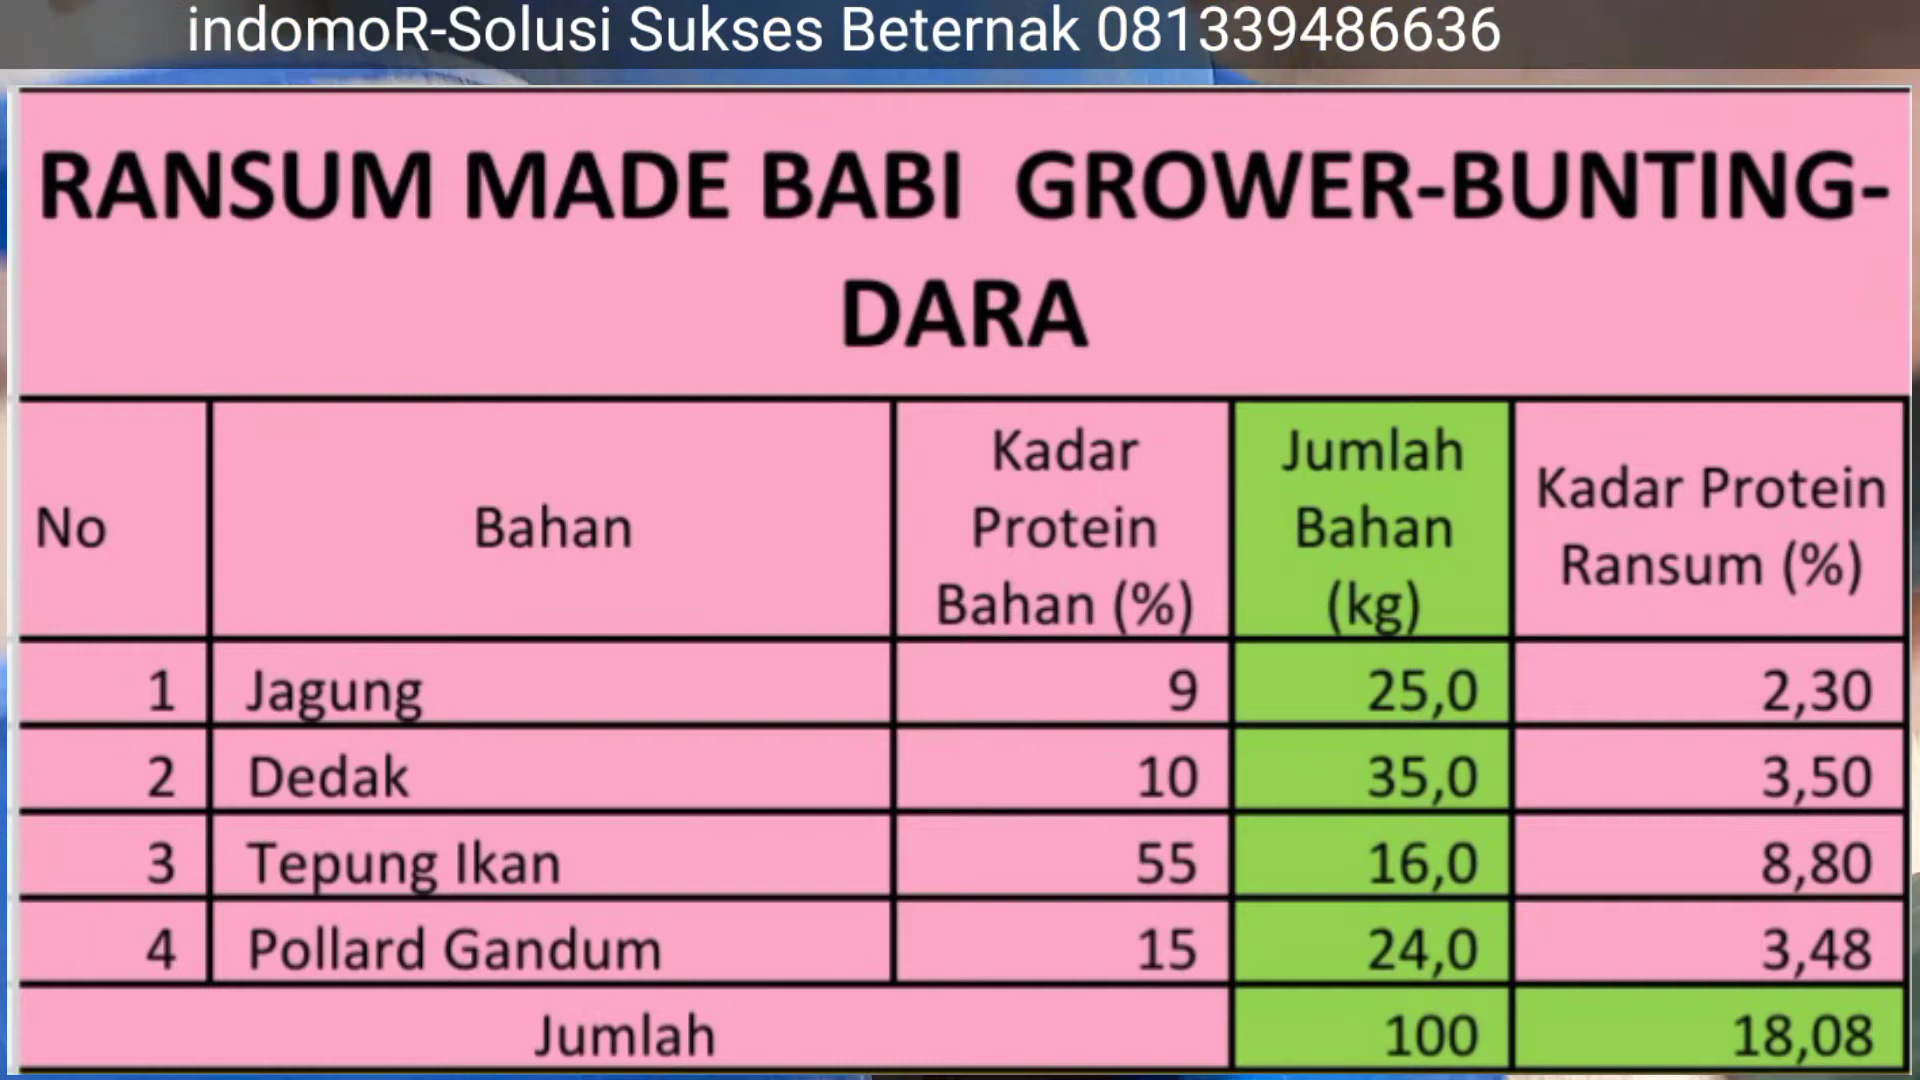 indomoR-Solusi Sukses Beternak 081339486636
RANSUM MADE BABI GROWER-BUNTING-
DARA
No
Bahan
Kadar
Protein
Bahan (%)
Jumlah
Bahan
(kg)
Kadar Protein
Ransum (%)
1 Jagung 9 25,0 2,30
2 Dedak 10 35,0 3,50
3 Tepung Ikan 55 16,0 8,80
4 Pollard Gandum 15 24,0 3,48
Jumlah 100 18,08